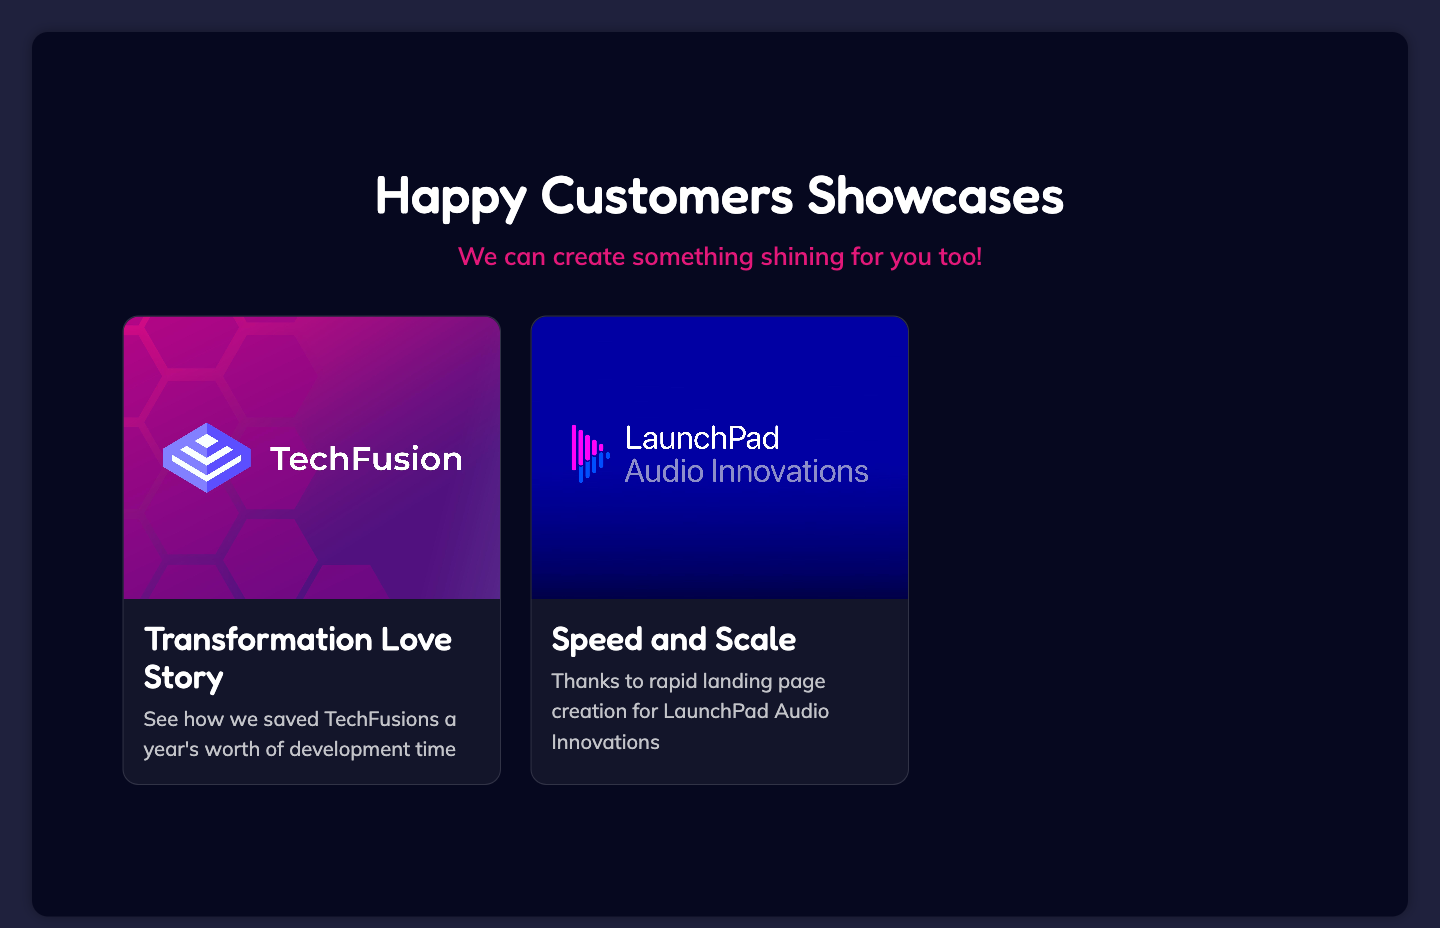 Happy Customers Showcases
We can create something shining for you too!
TechFusion
LaunchPad
Audio Innovations
Transformation Love
Story
See how we saved TechFusions a
year's worth of development time
Speed and Scale
Thanks to rapid landing page
creation for LaunchPad Audio
Innovations